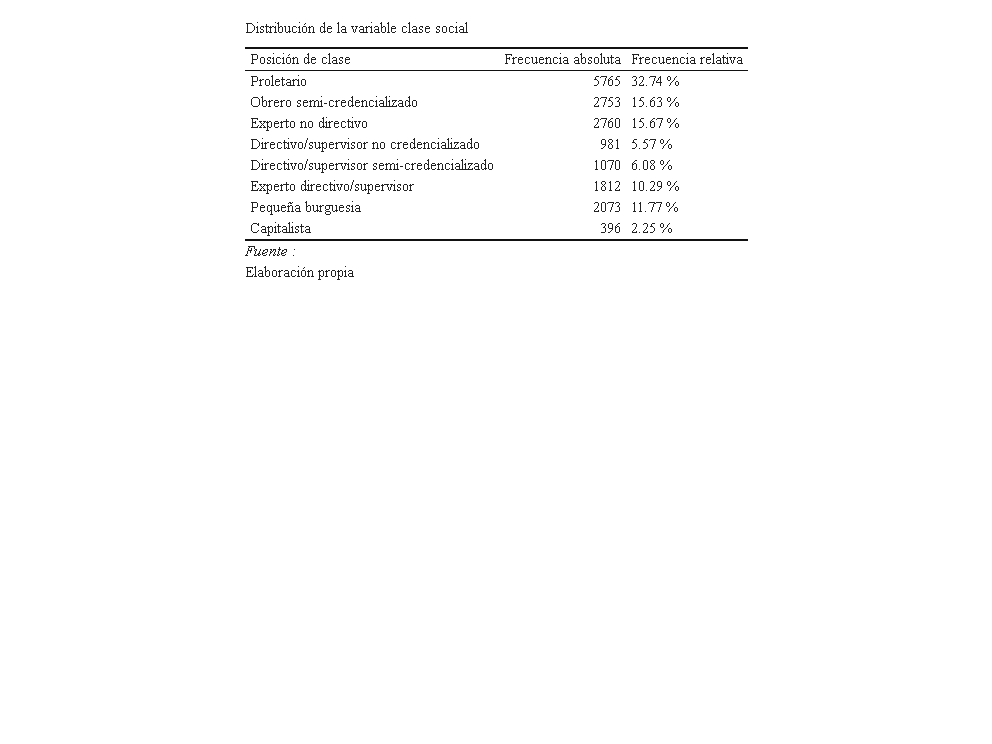 Distribución de la variable clase social
Posición de clase Frecuencia absoluta Frecuencia relativa
Proletario 5765 32.74 %
Obrero semi-credencializado 2753 15.63 %
Experto no directivo 2760 15.67 %
Directivo/supervisor no credencializado 981 5.57 %
Directivo/supervisor semi-credencializado 1070 6.08 %
Experto directivo/supervisor 1812 10.29 %
Pequeña burguesia 2073 11.77 %
Capitalista 396 2.25 %
Fuente :
Elaboración propia